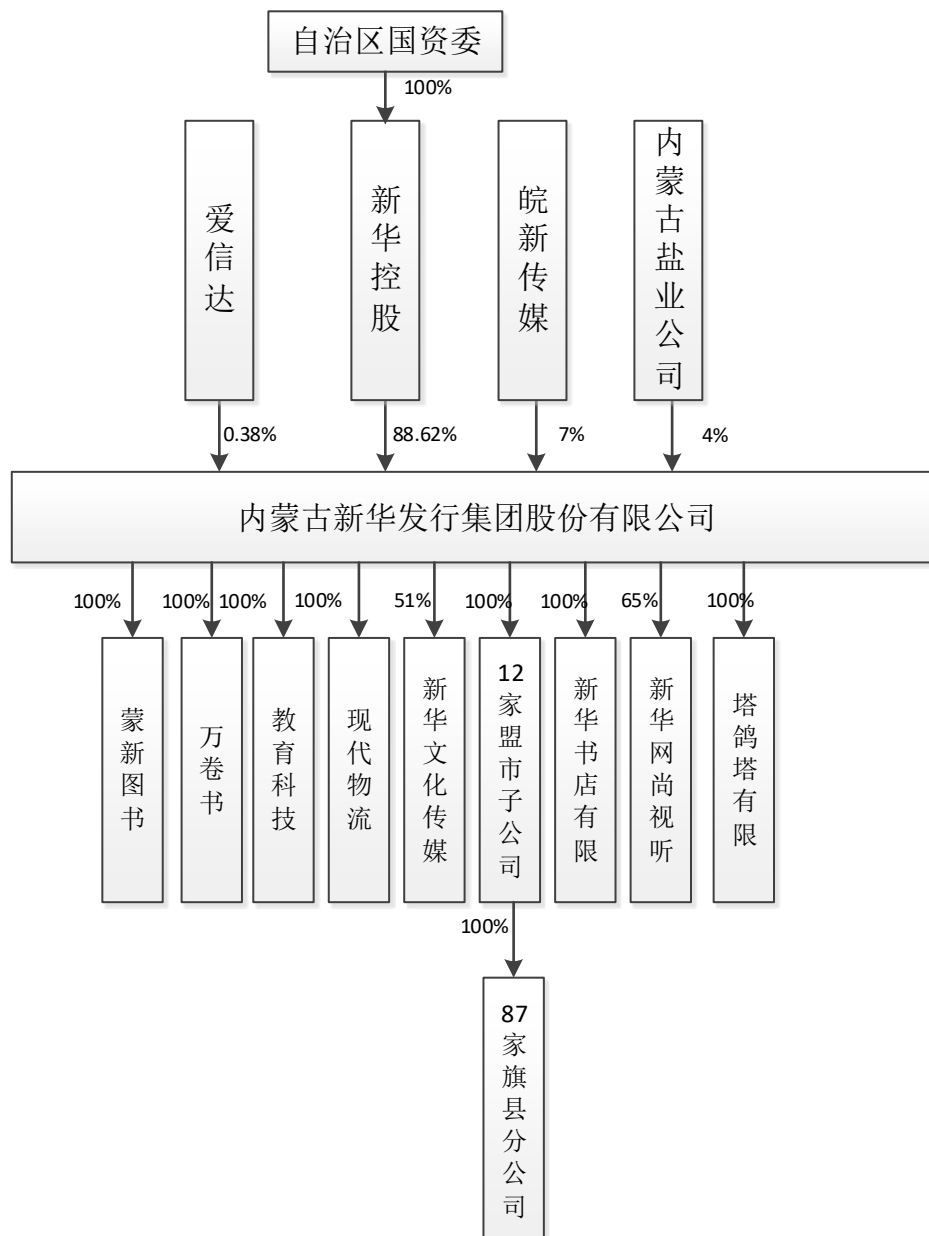 自治区国资委
100%
爱信达
新华控股
皖新传媒
内蒙古盐业公司
0.38%
88.62%
7%
4%
内蒙古新华发行集团股份有限公司
100%
100%
100%
100%
51%
100%
100%
65%
100%
蒙新图书
万卷书
教育科技
现代物流
新华文化传媒
12家盟市子公司
新华书店有限
新华网尚视听
塔鸽塔有限
100%
87家旗县分公司